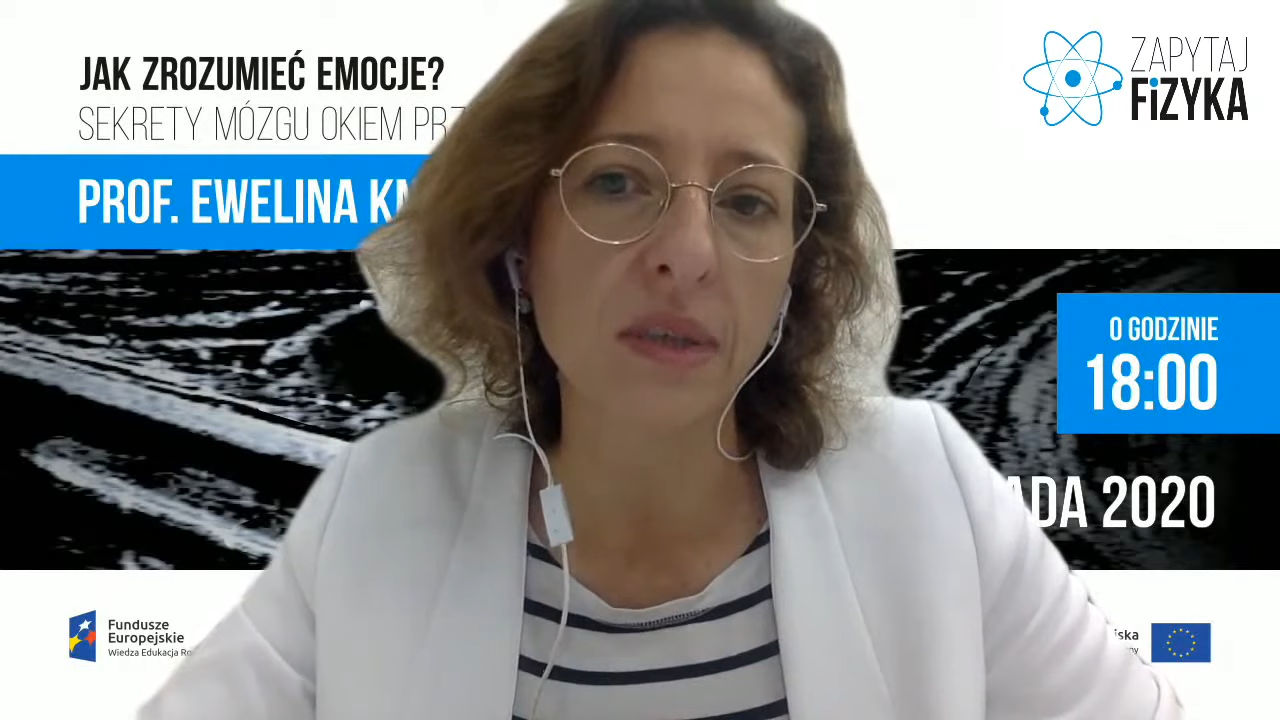 JAK ZROZUMIEĆ EMOCJE?
SEKRETY MÓZGU OKIEM
PROF. EWELINA
ZAPYTAJ
FiZYKA
O GODZINIE
18:00
2020
Fundusze
Europejskie
Wiedza Edukacja